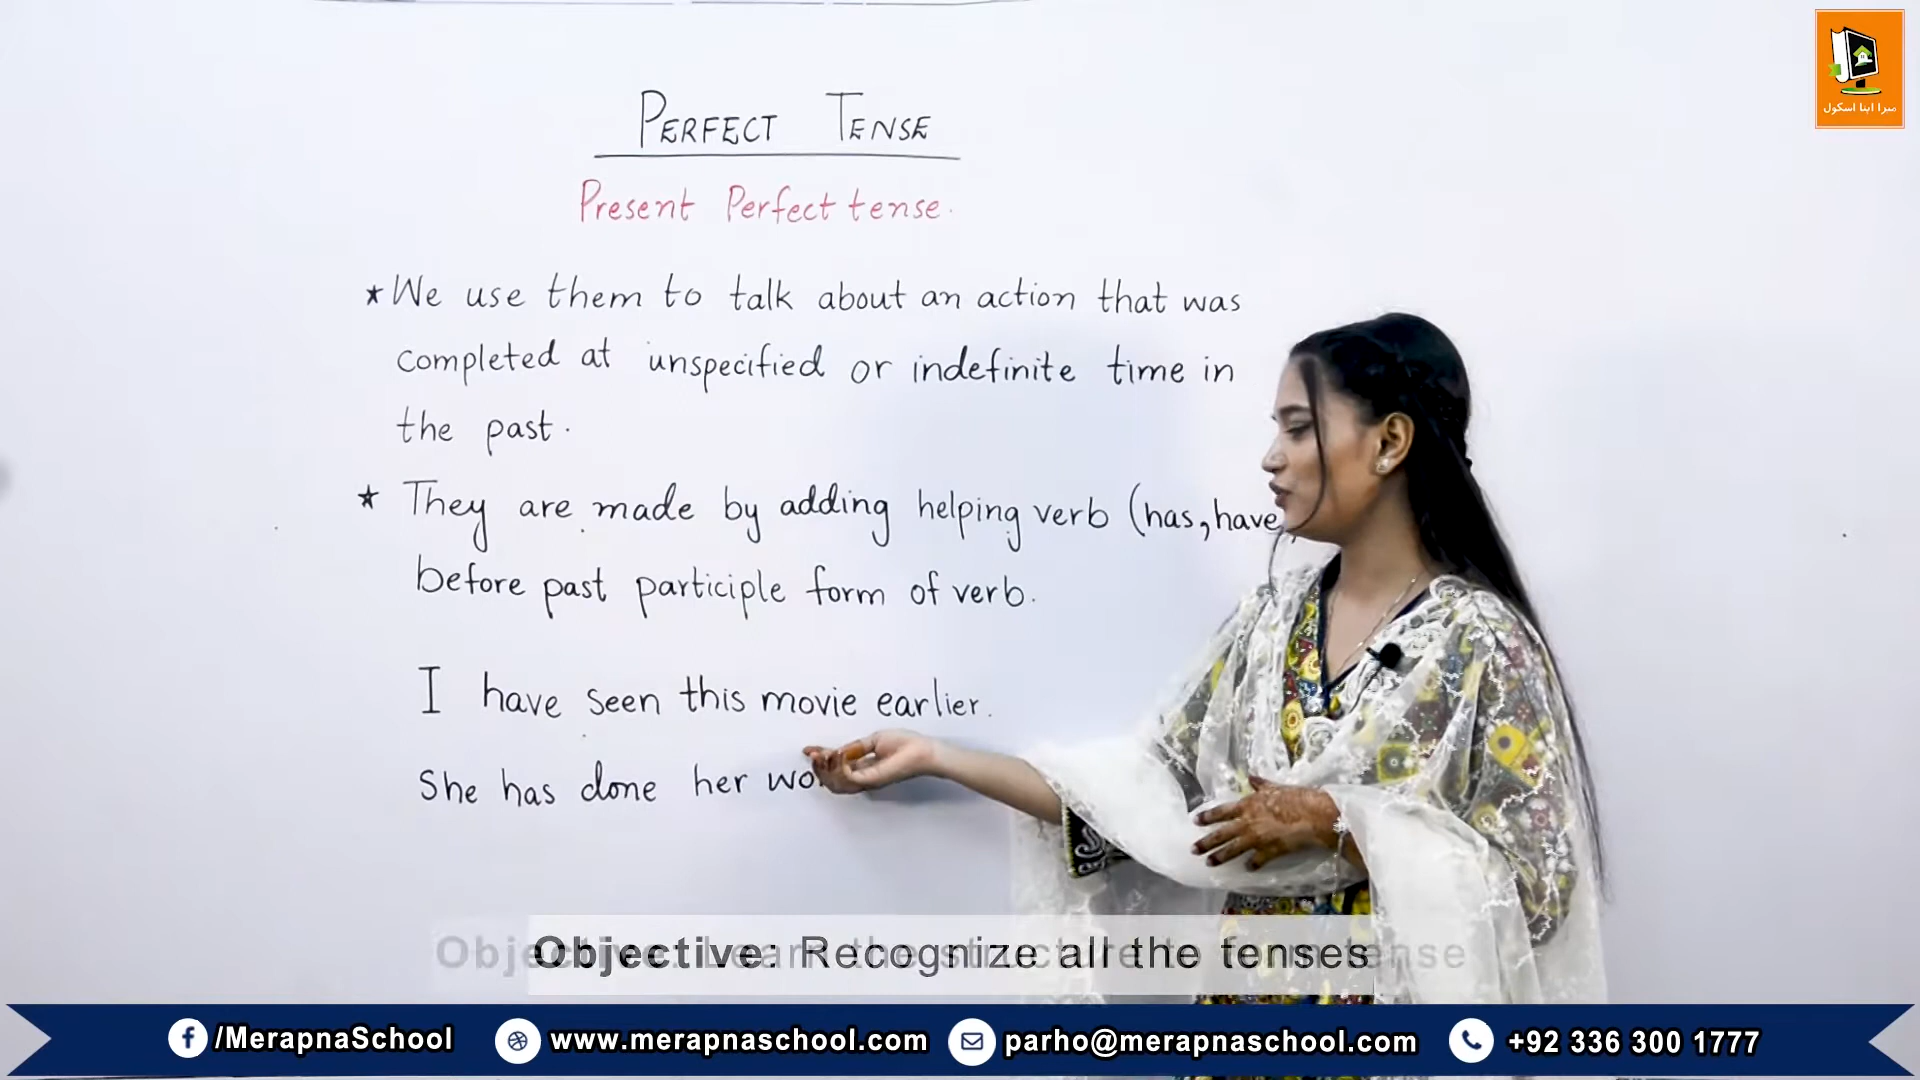 میرا اپنا اسکول
PERFECT TENSE
Present Perfect tense.
★ We use them to talk about an action that was
completed at unspecified or indefinite time in
the past.
★ They are made by adding helping verb (has, have
before past participle form of verb.
I have seen this movie earlier.
She has done her
Objective: Recognize all the tenses
/MerapnaSchool www.merapnaschool.com parho@merapnaschool.com +92 336 300 1777